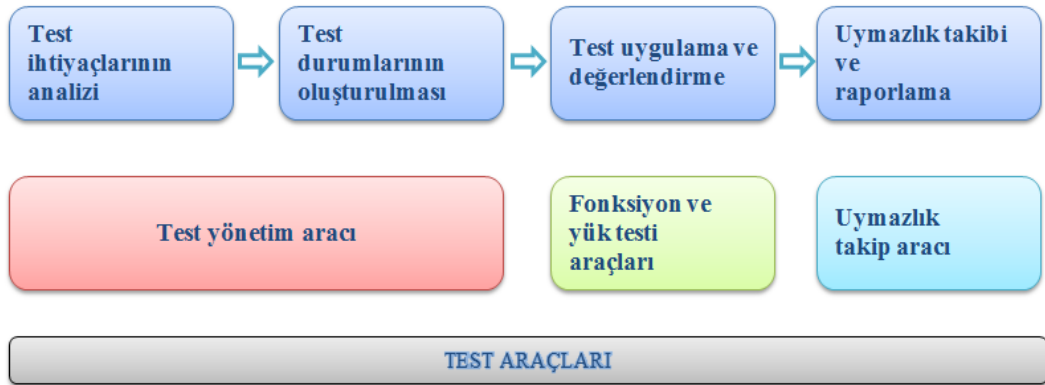 Test
ihtiyaçlarının
analizi
Test
durumlarının
oluşturulması
Test uygulama ve
değerlendirme
Uymazlık takibi
ve
raporlama
Test yönetim aracı
Fonksiyon ve
yük testi
araçları
Uymazlık
takip aracı
TEST ARAÇLARI